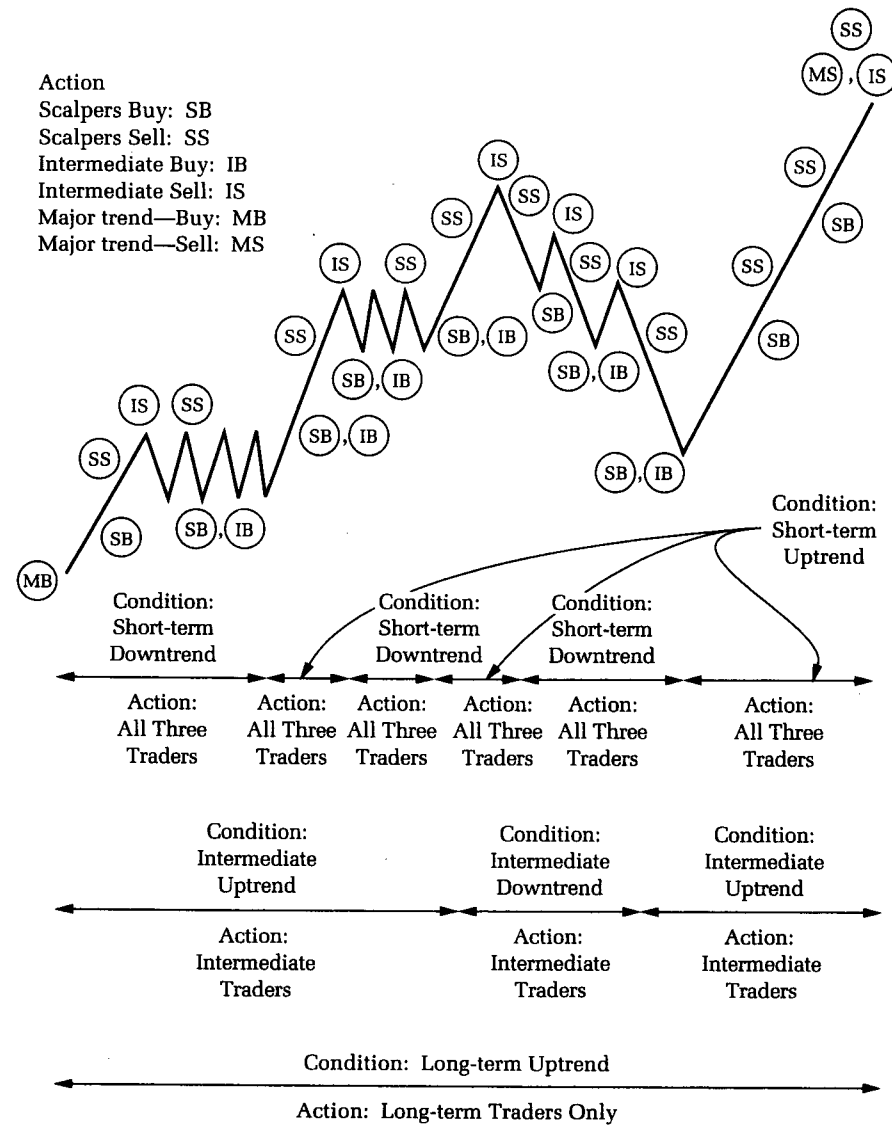 SS
MS, IS
Action
Scalpers Buy: SB
Scalpers Sell: SS
Intermediate Buy: IB
Intermediate Sell: IS
Major trend—Buy: MB
Major trend—Sell: MS
IS
SS
SS
SS
IS
SB
IS
SS
SS
IS
SS
SS
SS
SB, IB
SB
SB
SB, IB
SB, IB
IS
SS
SS
SB, IB
SB, IB
SB
SB, IB
MB
Condition:
Short-term
Uptrend
Condition:
Short-term
Downtrend
Condition:
Short-term
Downtrend
Condition:
Short-term
Downtrend
Action:
All Three
Traders
Action:
All Three
Traders
Action:
All Three
Traders
Action:
All Three
Traders
Action:
All Three
Traders
Action:
All Three
Traders
Condition:
Intermediate
Uptrend
Condition:
Intermediate
Downtrend
Condition:
Intermediate
Uptrend
Action:
Intermediate
Traders
Action:
Intermediate
Traders
Action:
Intermediate
Traders
Condition: Long-term Uptrend
Action: Long-term Traders Only